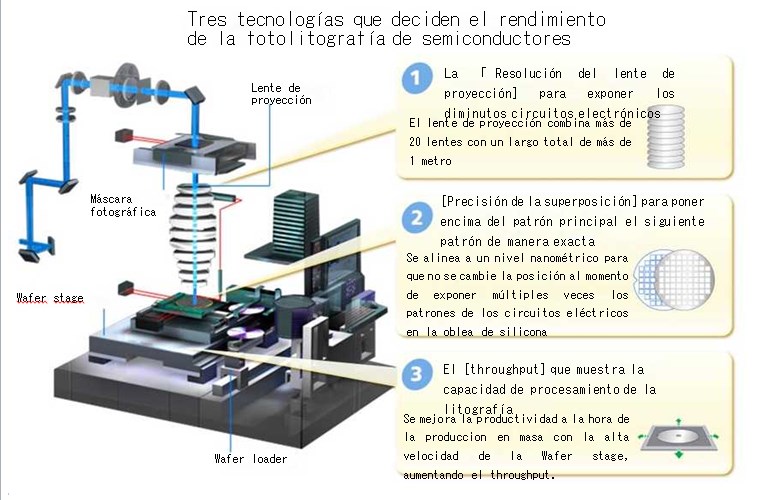 Tres tecnologías que deciden el rendimiento
de la fotolitografía de semiconductores
Lente de
proyección
Máscara
fotográfica
Wafer stage
Wafer loader
1
La 「Resolución del lente de
proyección] para exponer los
diminutos circuitos electrónicos
El lente de proyección combina más de
20 lentes con un largo total de más de
1 metro
2
[Precisión de la superposición] para poner
encima del patrón principal el siguiente
patrón de manera exacta
Se alinea a un nivel nanométrico para
que no se cambie la posición al momento
de exponer múltiples veces los
patrones de los circuitos eléctricos
en la oblea de silicona
3
El [throughput] que muestra la
capacidad de procesamiento de la
litografía
Se mejora la productividad a la hora de
la produccion en masa con la alta
velocidad de la Wafer stage,
aumentando el throughput.